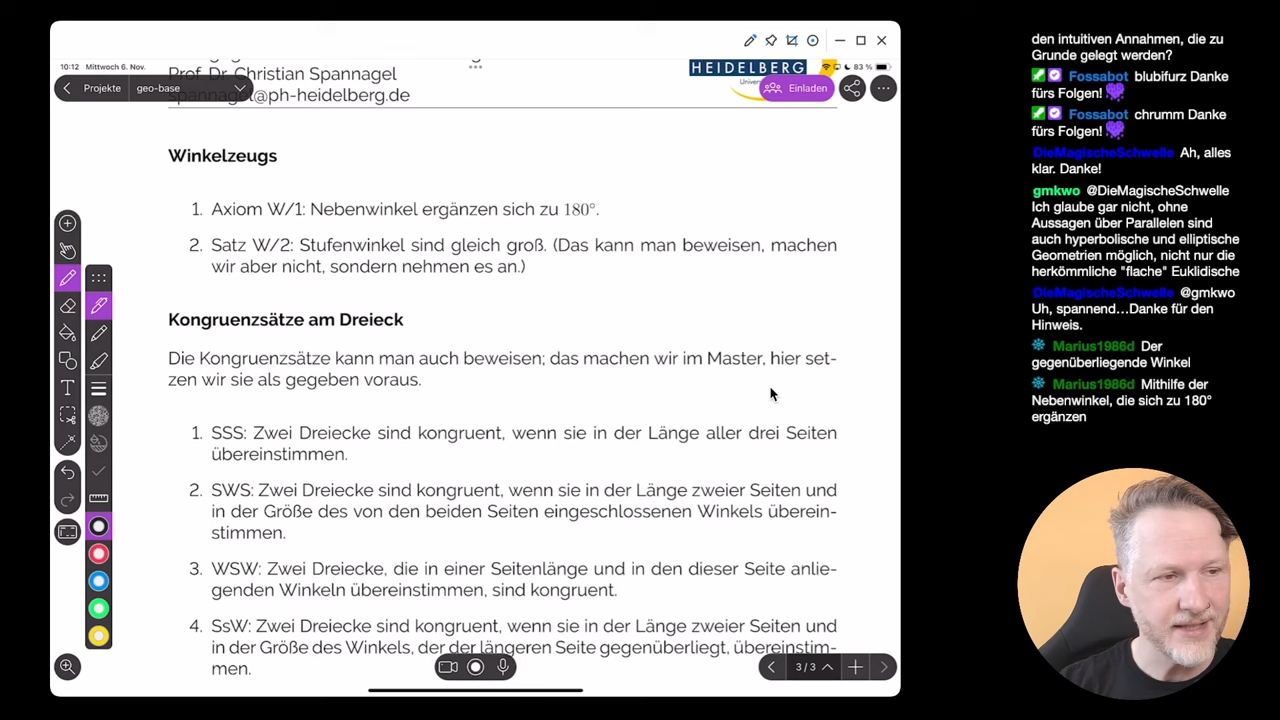 10:12 Mittwoch 6. Nov.
83 %
Prof. Dr. Christian Spannagel
HEIDELBERG
Projekte
geo-base
spannagel@ph-heidelberg.de
Einladen
Winkelzeugs
1. Axiom W/1: Nebenwinkel ergänzen sich zu 180°.
2. Satz W/2: Stufenwinkel sind gleich groß. (Das kann man beweisen, machen
wir aber nicht, sondern nehmen es an.)
Kongruenzsätze am Dreieck
Die Kongruenzsätze kann man auch beweisen; das machen wir im Master, hier set-
zen wir sie als gegeben voraus.
1. SSS: Zwei Dreiecke sind kongruent, wenn sie in der Länge aller drei Seiten
übereinstimmen.
2. SWS: Zwei Dreiecke sind kongruent, wenn sie in der Länge zweier Seiten und
in der Größe des von den beiden Seiten eingeschlossenen Winkels überein-
stimmen.
3. WSW: Zwei Dreiecke, die in einer Seitenlänge und in den dieser Seite anlie-
genden Winkeln übereinstimmen, sind kongruent.
4. SsW: Zwei Dreiecke sind kongruent, wenn sie in der Länge zweier Seiten und
in der Größe des Winkels, der der längeren Seite gegenüberliegt, übereinstim-
men.
3/3
den intuitiven Annahmen, die zu
Grunde gelegt werden?
Fossabot blubifurz Danke
fürs Folgen!
Fossabot chrumm Danke
fürs Folgen!
DieMagischeSchwelle Ah, alles
klar. Danke!
gmkwo @DieMagischeSchwelle
Ich glaube gar nicht, ohne
Aussagen über Parallelen sind
auch hyperbolische und elliptische
Geometrien möglich, nicht nur die
herkömmliche "flache" Euklidische
DieMagischeSchwelle @gmkwo
Uh, spannend...Danke für den
Hinweis.
Marius1986d Der
gegenüberliegende Winkel
Marius1986d Mithilfe der
Nebenwinkel, die sich zu 180°
ergänzen